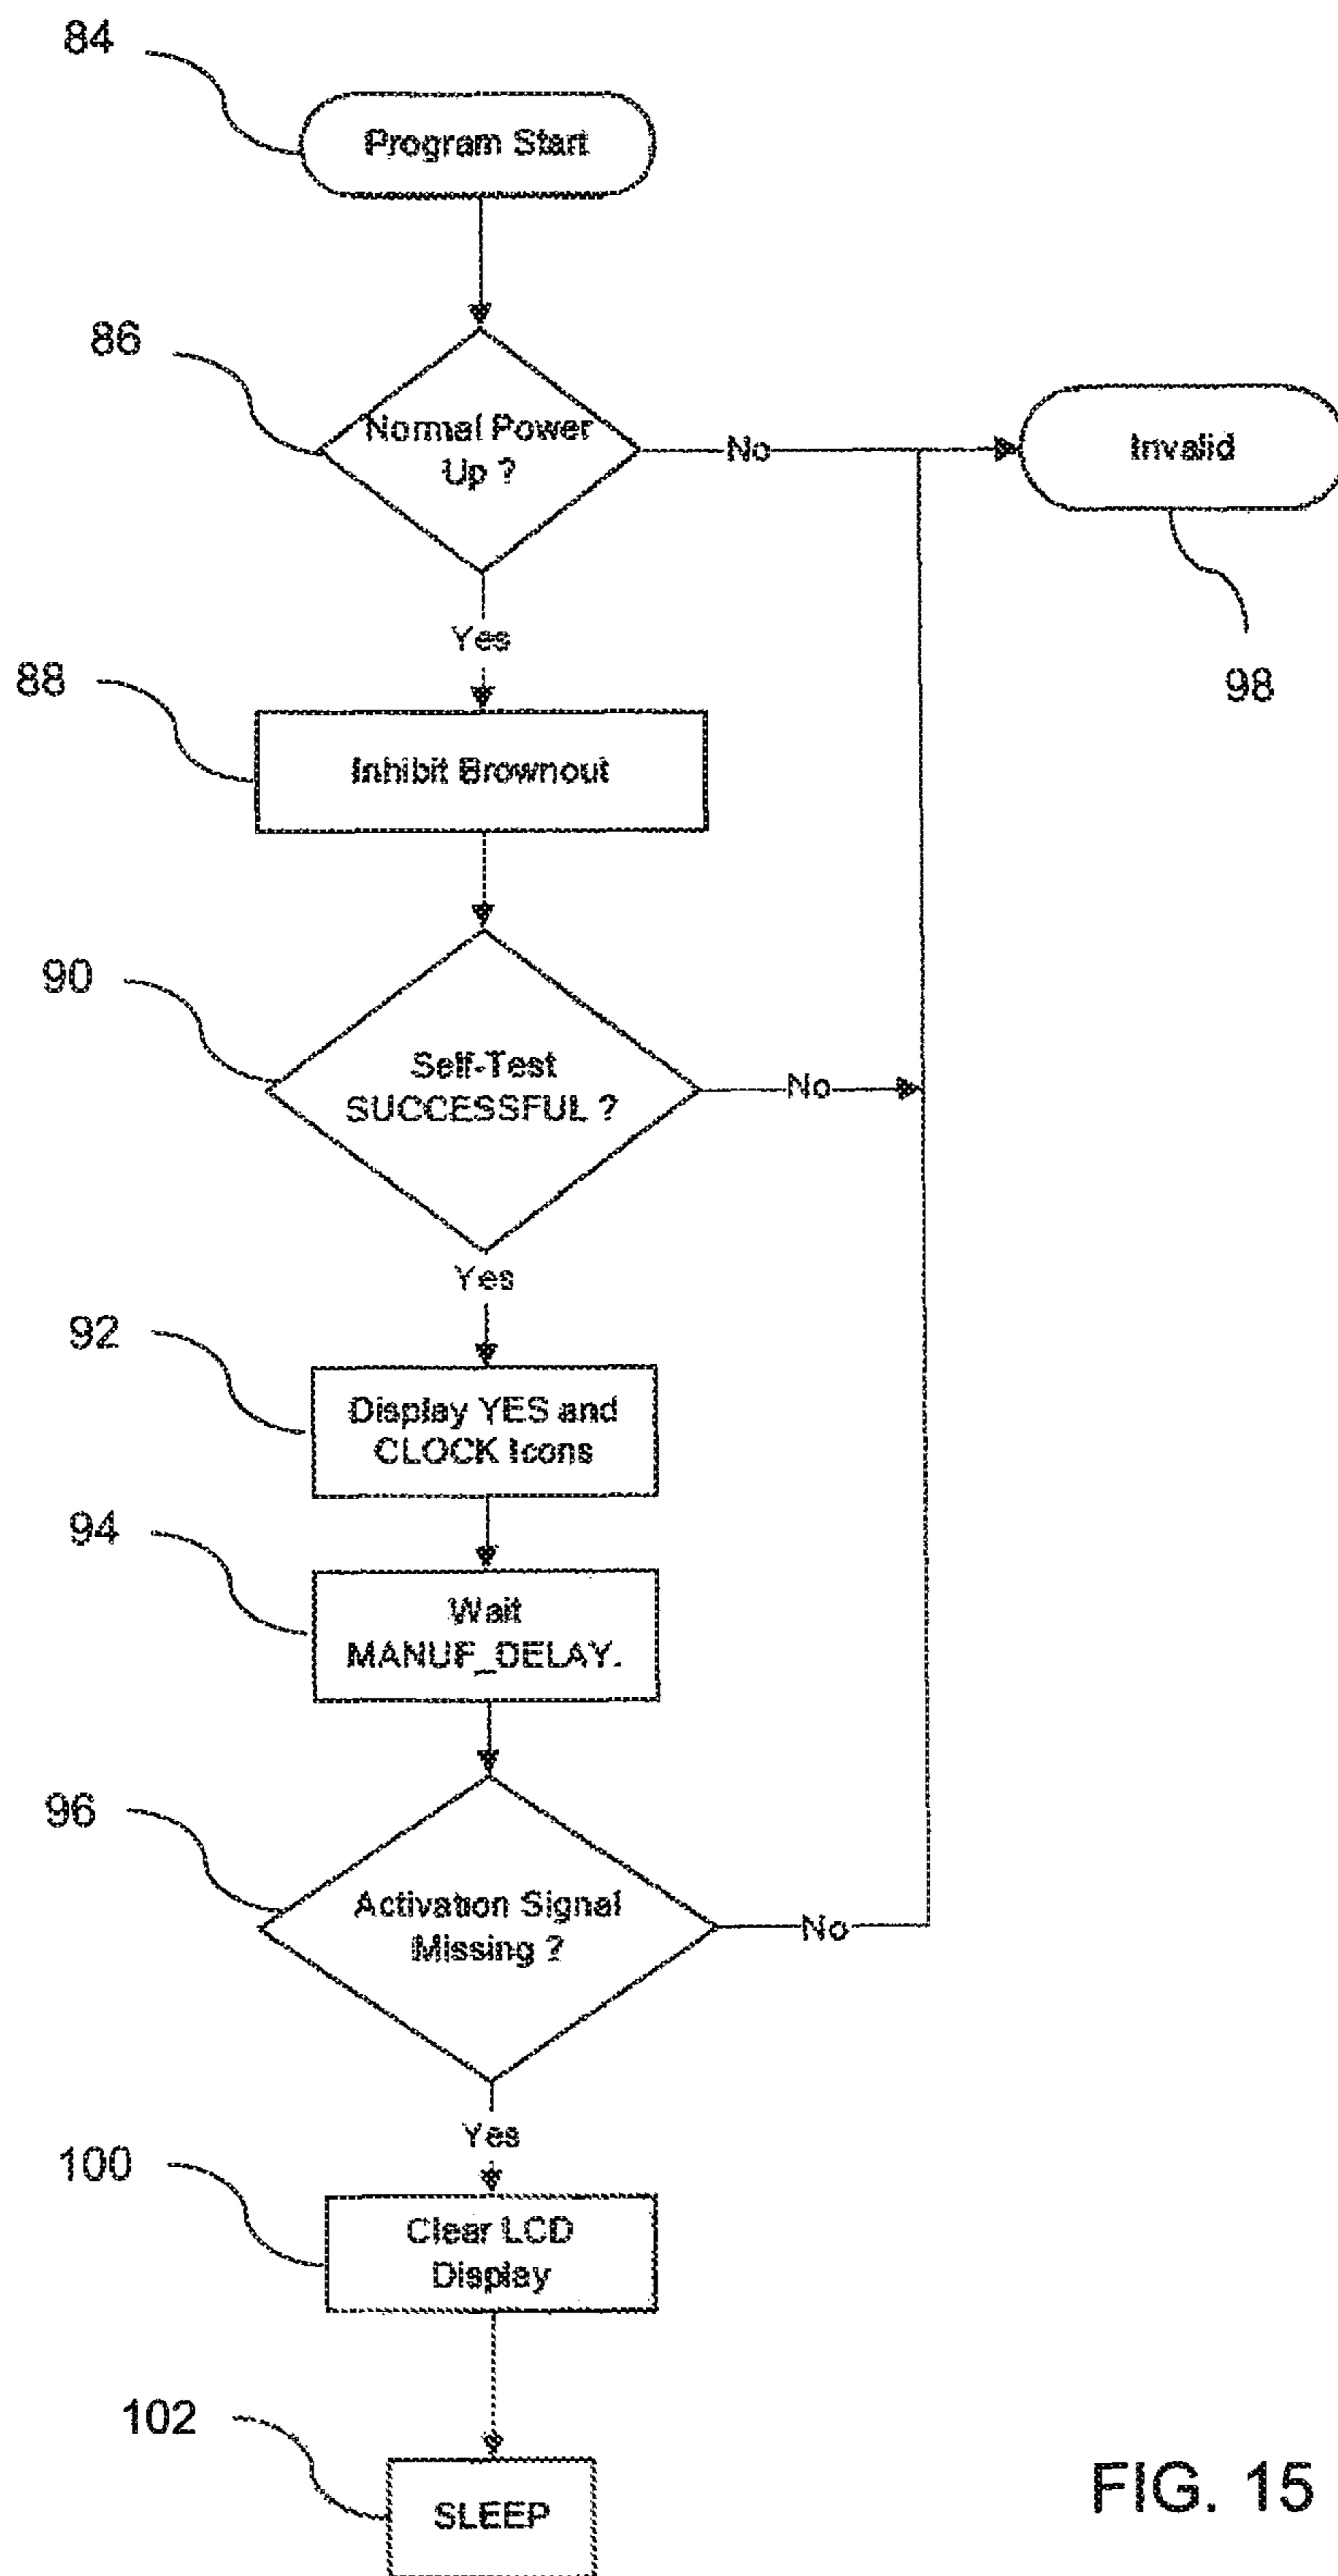 84
Program Start
86
Normal Power
Up ?
No
Invalid
98
Yes
88
Inhibit Brownout
90
Self-Test
SUCCESSFUL ?
No
Yes
92
Display YES and
CLOCK Icons
94
Wait
MANUF_DELAY.
96
Activation Signal
Missing ?
No
Yes
100
Clear LCD
Display
102
SLEEP
FIG. 15